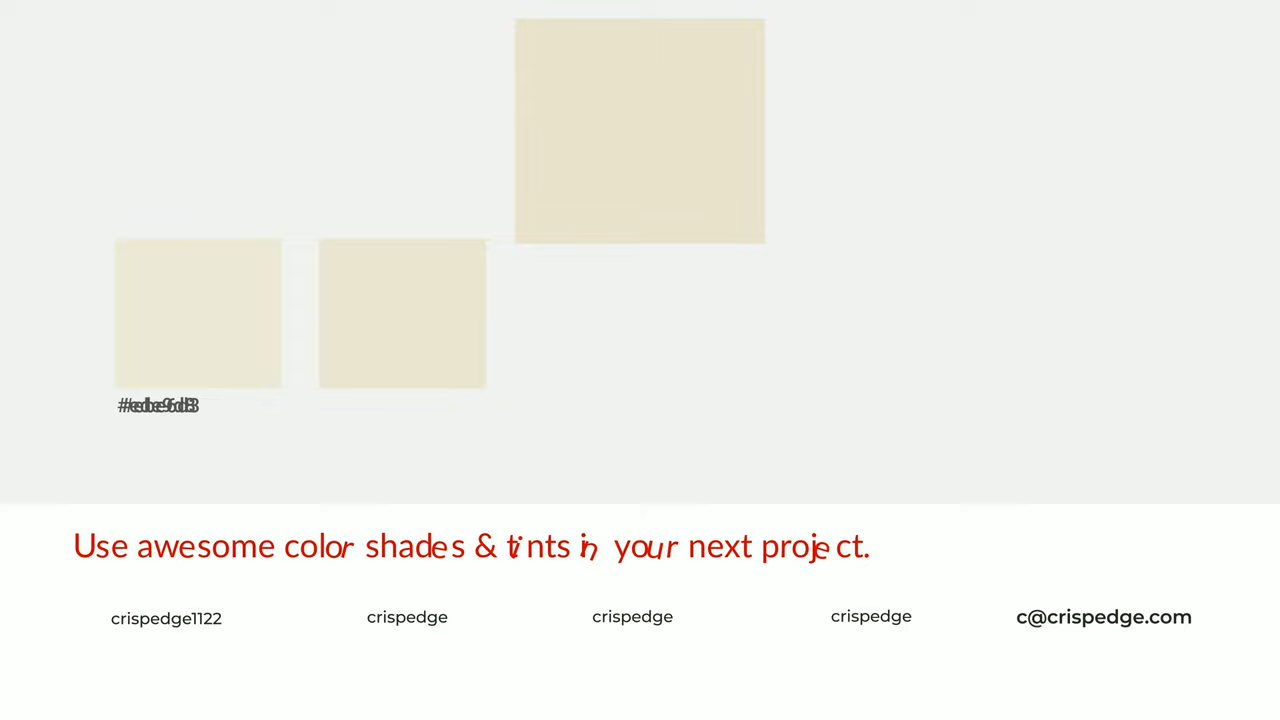 Use awesome color shades & tints in your next project.
crispedge1122 crispedge crispedge crispedge c@crispedge.com